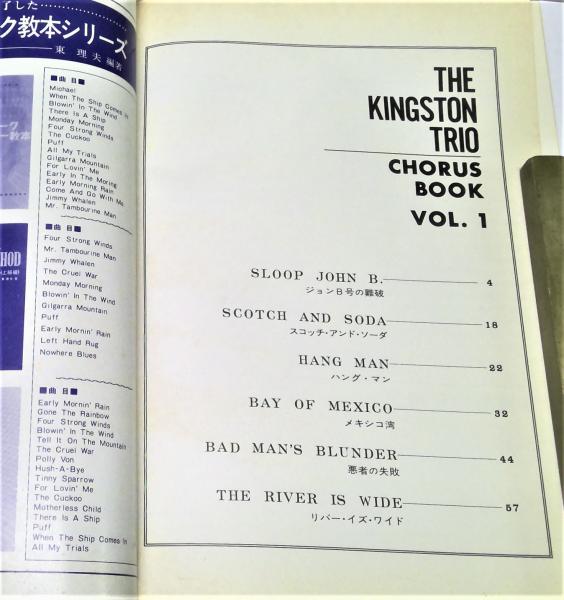 了した……
ク教本シリーズ
東 理夫 編著
■曲目■
Michael
When The Ship Comes In
Blowin' In The Wind
There Is A Ship
Monday Morning
Four Strong Winds
The Cuckoo
Puff
All My Trials
Gilgarra Mountain
For Lovin' Me
Early In The Moring
Early Morning Rain
Come And Go With Me
Jimmy Whalen
Mr. Tambourine Man
ーク
ー教本
■曲目■
Four Strong Winds
Mr. Tambourine Man
Jimmy Whalen
The Cruel War
Monday Morning
Blowin' In The Wind
Gilgarra Mountain
Puff
Early Mornin' Rain
Left Hand Rug
Nowhere Blues
HOD
■曲目■
Early Mornin' Rain
Gone The Rainbow
Four Strong Winds
Blowin' In The Wind
Tell It On The Mountain
The Cruel War
Polly Von
Hush-A-Bye
Tinny Sparrow
For Lovin' Me
The Cuckoo
Motherless Child
There Is A Ship
Puff
When The Ship Comes In
All My Trials
THE
KINGSTON
TRIO
CHORUS
BOOK
VOL. 1
SLOOP JOHN B. 4
ジョンB号の難破
SCOTCH AND SODA 18
スコッチ・アンド・ソーダ
HANG MAN 22
ハング・マン
BAY OF MEXICO 32
メキシコ湾
BAD MAN'S BLUNDER 44
悪者の失敗
THE RIVER IS WIDE 57
リバー・イズ・ワイド